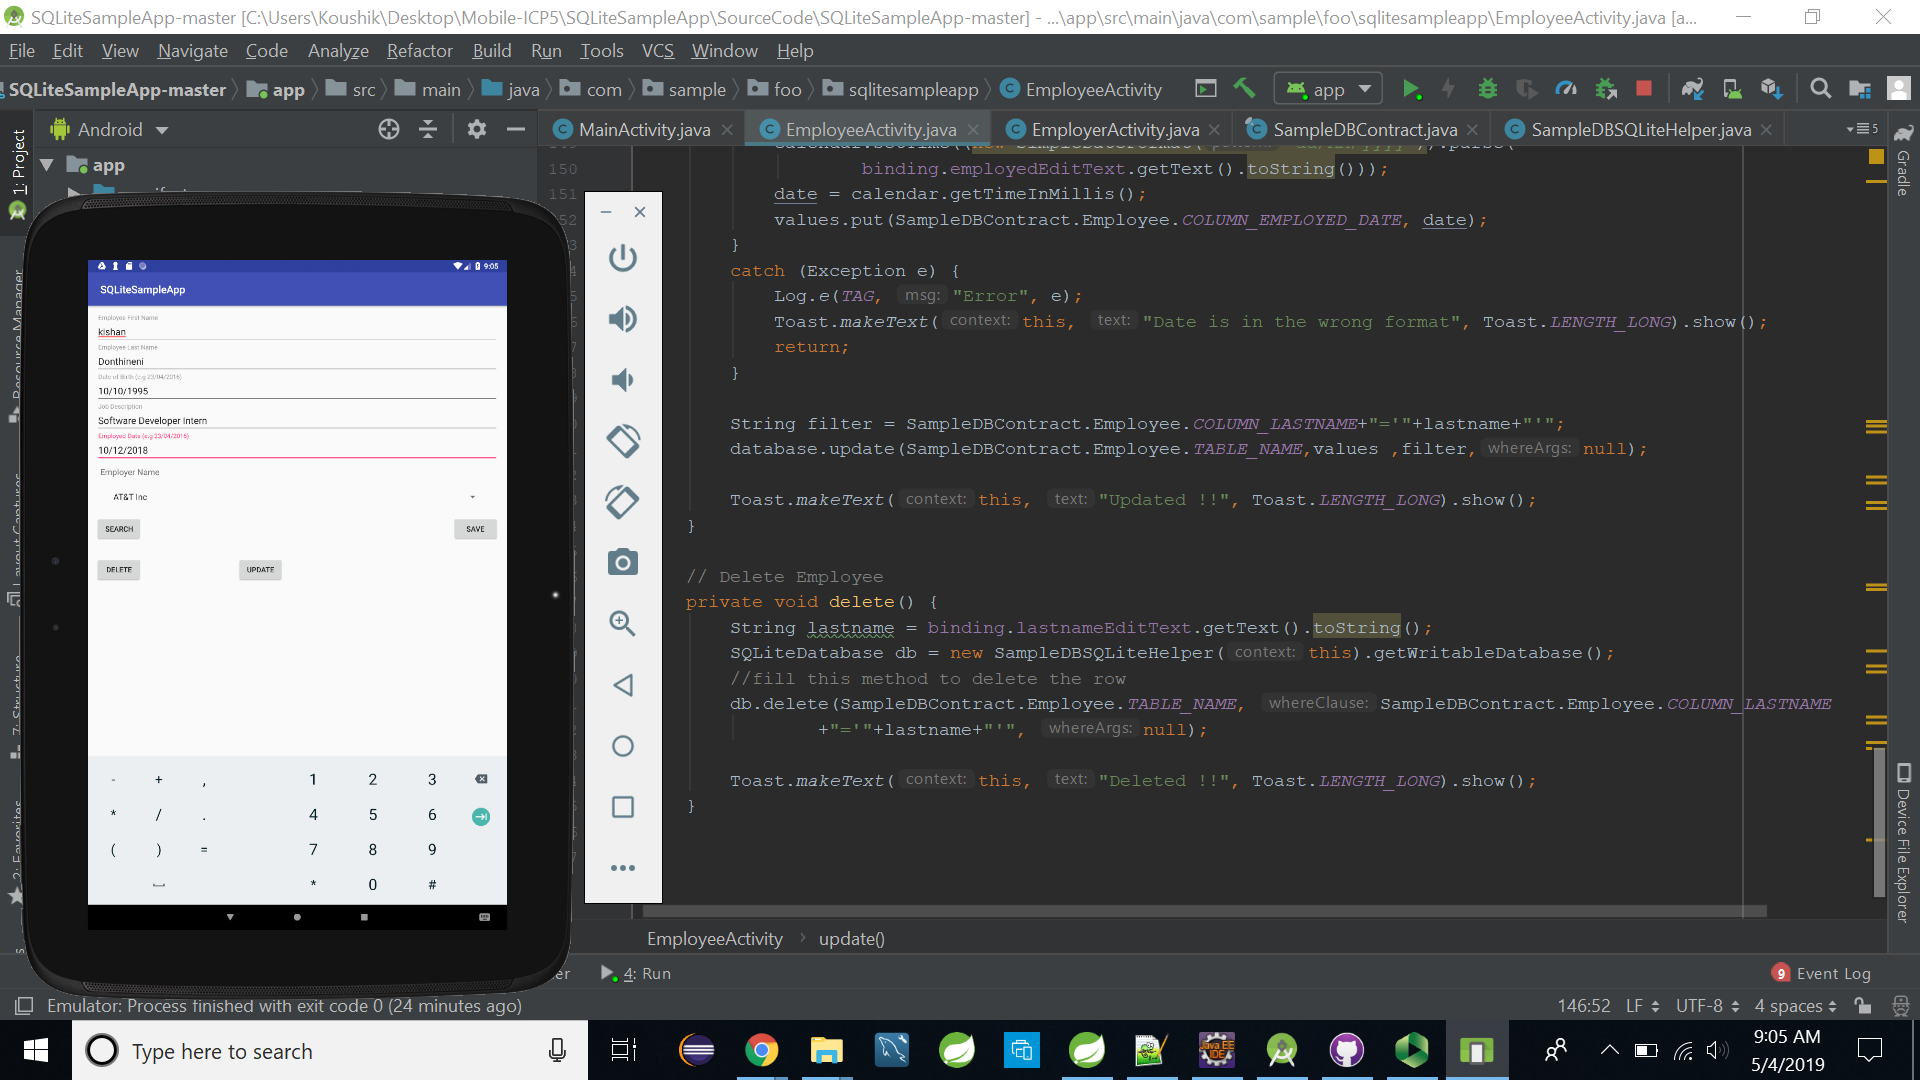 SQLiteSampleApp-master [C:\Users\Koushik\Desktop\Mobile-ICP5\SQLiteSampleApp\SourceCode\SQLiteSampleApp-master] - ...\app\src\main\java\com\sample\foo\sqlitesampleapp\EmployeeActivity.java [a...
File Edit View Navigate Code Analyze Refactor Build Run Tools VCS Window Help
SQLiteSampleApp-master app src main java com sample foo sqlitesampleapp EmployeeActivity app
Android MainActivity.java EmployeeActivity.java EmployerActivity.java SampleDBContract.java SampleDBSQLiteHelper.java 5
1: Project
app
Gradle
150 binding.employedEditText.getText().toString()));
151 date = calendar.getTimeInMillis();
values.put(SampleDBContract.Employee.COLUMN_EMPLOYED_DATE, date);
}
catch (Exception e) {
Log.e(TAG, msg: "Error", e);
Toast.makeText( context: this, text: "Date is in the wrong format", Toast.LENGTH_LONG).show();
return;
}
String filter = SampleDBContract.Employee.COLUMN_LASTNAME+"='"+lastname+"'";
database.update(SampleDBContract.Employee.TABLE_NAME,values ,filter, whereArgs: null);
Toast.makeText( context: this, text: "Updated !!", Toast.LENGTH_LONG).show();
}
// Delete Employee
private void delete() {
String lastname = binding.lastnameEditText.getText().toString();
SQLiteDatabase db = new SampleDBSQLiteHelper( context: this).getWritableDatabase();
//fill this method to delete the row
db.delete(SampleDBContract.Employee.TABLE_NAME, whereClause: SampleDBContract.Employee.COLUMN_LASTNAME
+"='"+lastname+"'", whereArgs: null);
Toast.makeText( context: this, text: "Deleted !!", Toast.LENGTH_LONG).show();
}
9:05
SQLiteSampleApp
Employee First Name
kishan
Employee Last Name
Donthineni
Date of Birth (e.g 23/04/2016)
10/10/1995
Job Description
Software Developer Intern
Employed Date (e.g 23/04/2016)
10/12/2018
Employer Name
AT&T Inc
SEARCH SAVE
DELETE UPDATE
- + , 1 2 3
* / . 4 5 6
( ) = 7 8 9
* 0 #
Device File Explorer
EmployeeActivity update()
4: Run 9 Event Log
Emulator: Process finished with exit code 0 (24 minutes ago) 146:52 LF UTF-8 4 spaces
Type here to search
9:05 AM
5/4/2019